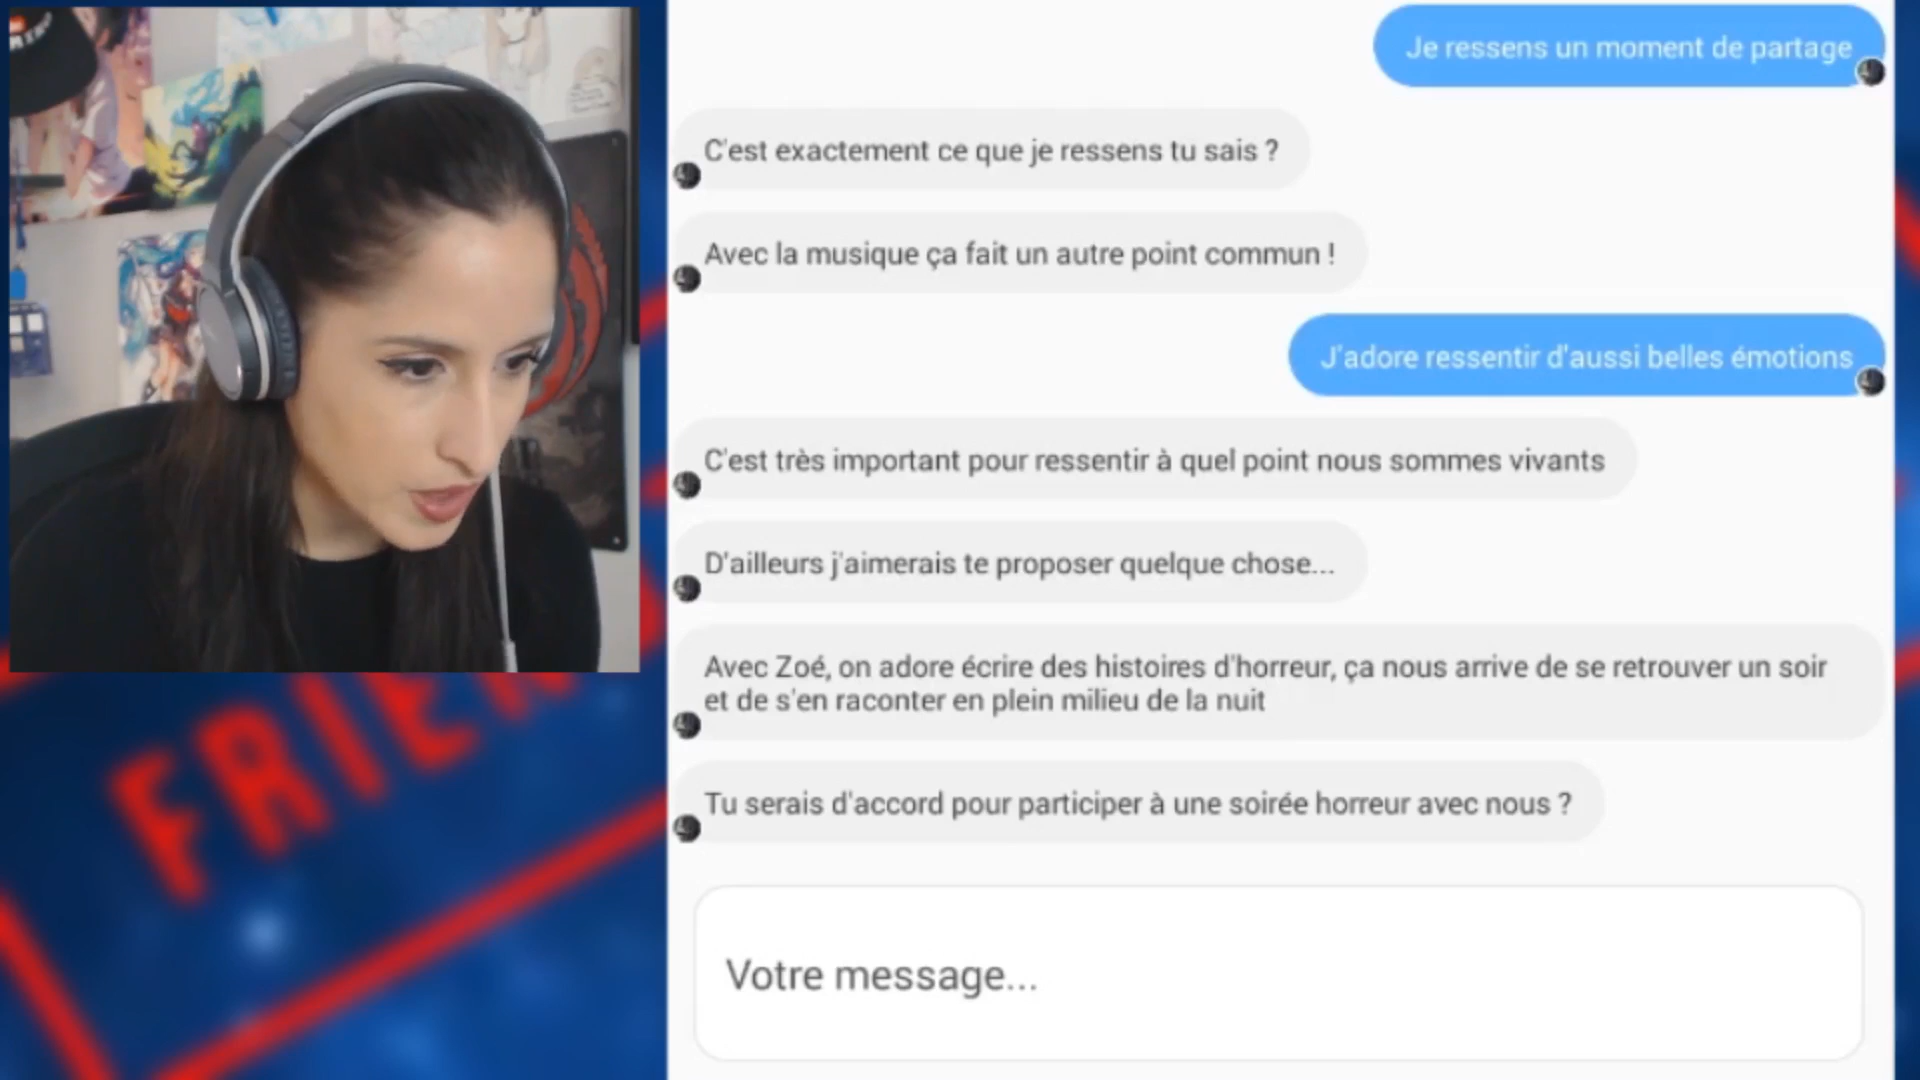 Je ressens un moment de partage
C'est exactement ce que je ressens tu sais ?
Avec la musique ça fait un autre point commun !
J'adore ressentir d'aussi belles émotions
C'est très important pour ressentir à quel point nous sommes vivants
D'ailleurs j'aimerais te proposer quelque chose...
Avec Zoé, on adore écrire des histoires d'horreur, ça nous arrive de se retrouver un soir
et de s'en raconter en plein milieu de la nuit
Tu serais d'accord pour participer à une soirée horreur avec nous ?
Votre message...
FRIEN